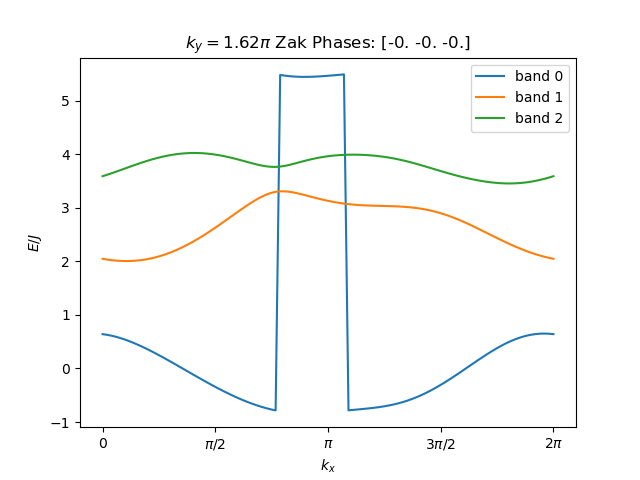 k_y = 1.62π Zak Phases: [-0. -0. -0.]
band 0
band 1
band 2
5
4
3
2
1
0
−1
E/J
0 π/2 π 3π/2 2π
k_x